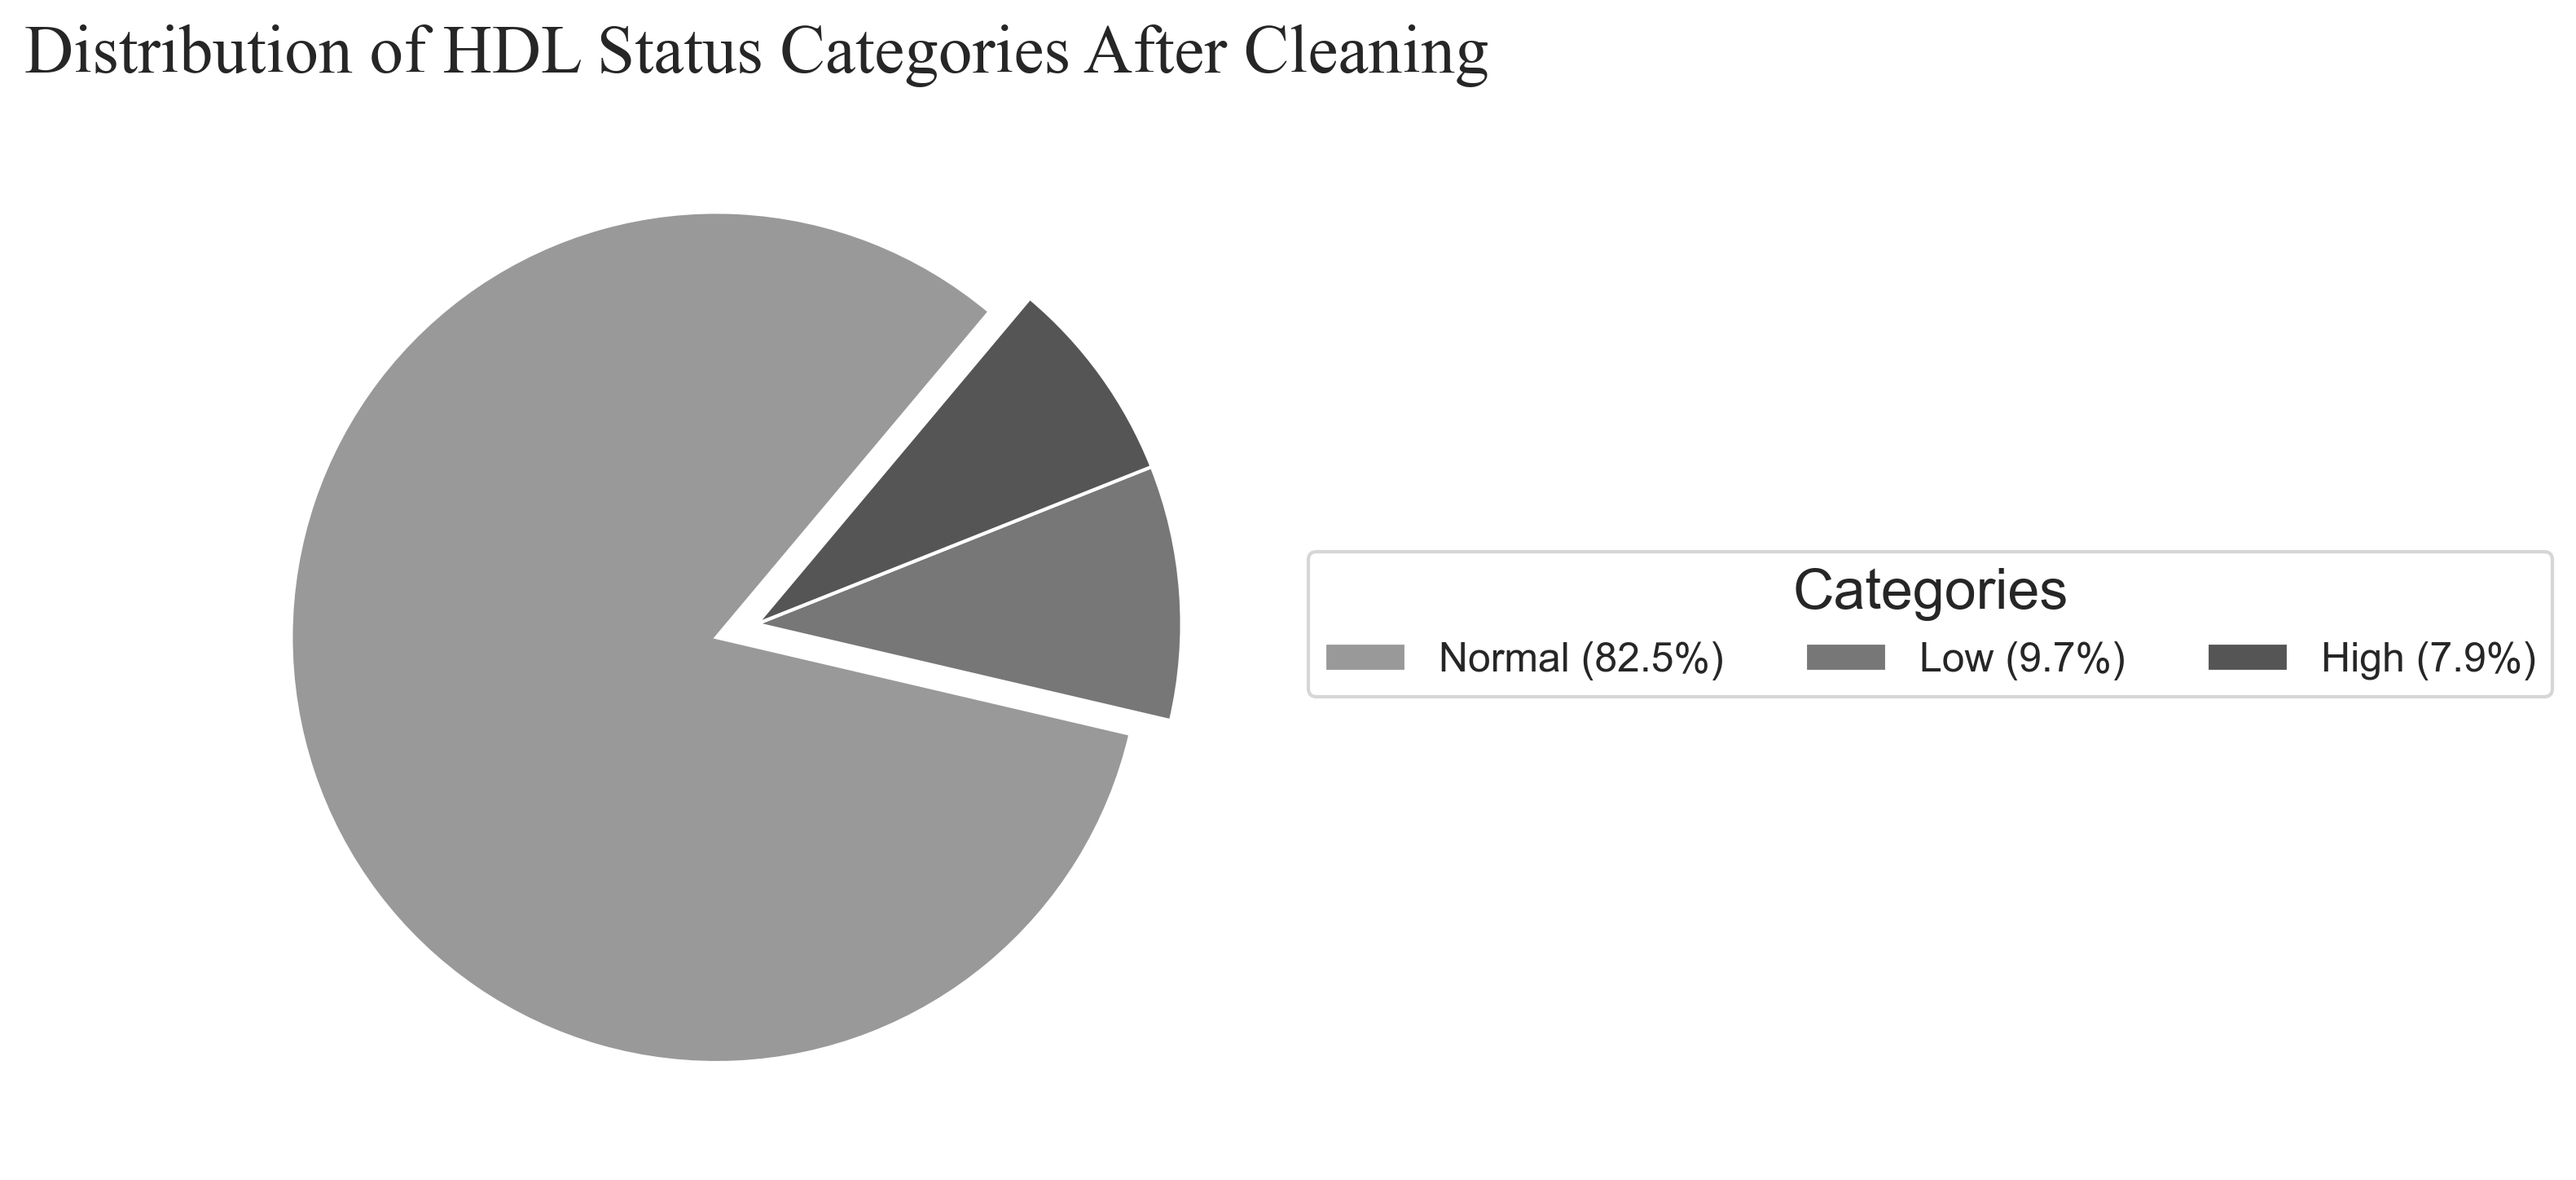 Distribution of HDL Status Categories After Cleaning
Categories
Normal (82.5%) Low (9.7%) High (7.9%)